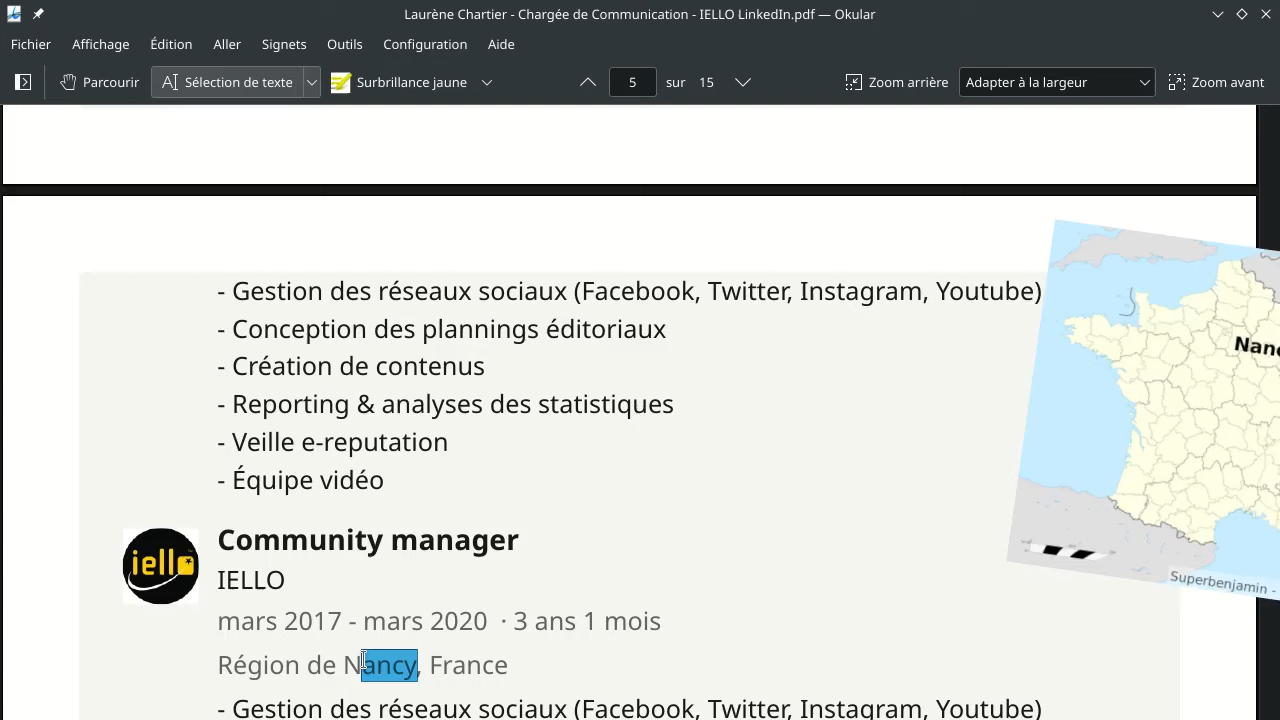 Laurène Chartier - Chargée de Communication - IELLO LinkedIn.pdf — Okular
Fichier Affichage Édition Aller Signets Outils Configuration Aide
Parcourir Sélection de texte Surbrillance jaune 5 sur 15 Zoom arrière Adapter à la largeur Zoom avant
- Gestion des réseaux sociaux (Facebook, Twitter, Instagram, Youtube)
- Conception des plannings éditoriaux
- Création de contenus
- Reporting & analyses des statistiques
- Veille e-reputation
- Équipe vidéo
Nanc
Superbenjamin -
iello
Community manager
IELLO
mars 2017 - mars 2020 · 3 ans 1 mois
Région de Nancy, France
- Gestion des réseaux sociaux (Facebook, Twitter, Instagram, Youtube)